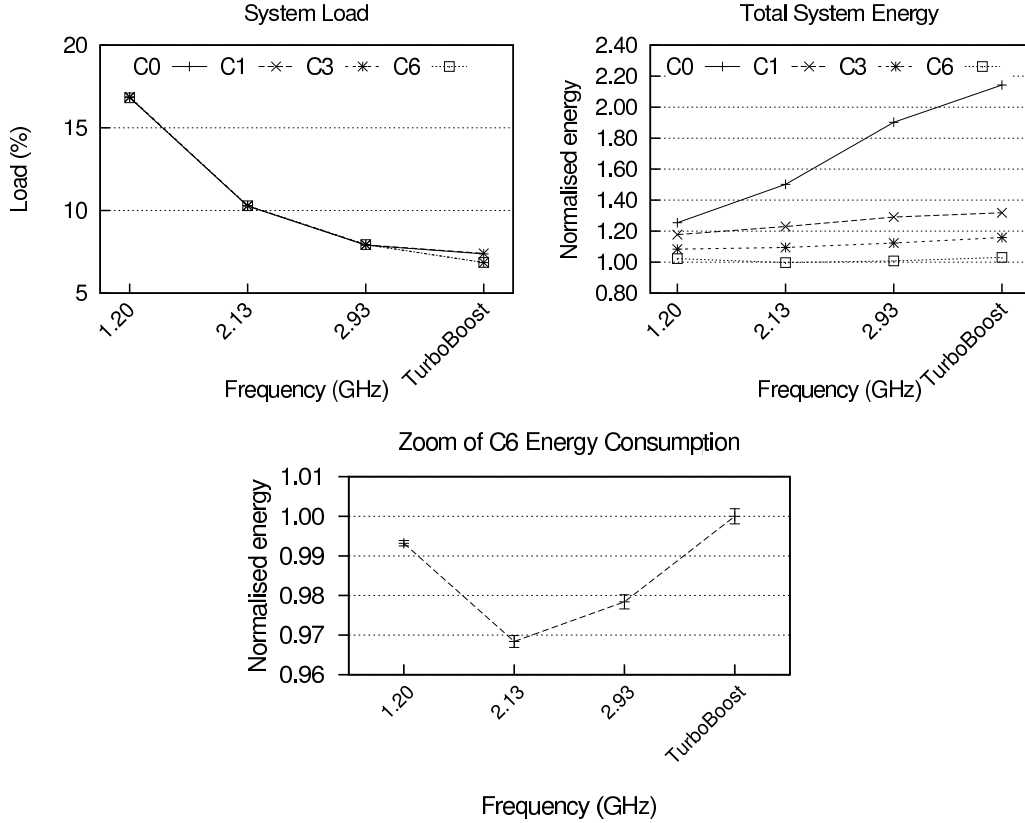 System Load
20
15
10
5
Load (%)
C0 C1 C3 C6
1.20
2.13
2.93
TurboBoost
Frequency (GHz)
Total System Energy
2.40
2.20
2.00
1.80
1.60
1.40
1.20
1.00
0.80
Normalised energy
C0 C1 C3 C6
1.20
2.13
2.93
TurboBoost
Frequency (GHz)
Zoom of C6 Energy Consumption
1.01
1.00
0.99
0.98
0.97
0.96
Normalised energy
1.20
2.13
2.93
TurboBoost
Frequency (GHz)